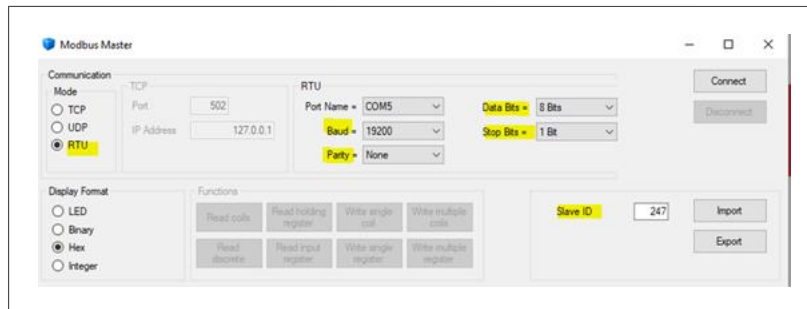 Modbus Master
Communication
Mode
TCP
UDP
RTU
TCP
Port 502
IP Address 127.0.0.1
RTU
Port Name = COM5
Baud = 19200
Parity = None
Data Bits = 8 Bits
Stop Bits = 1 Bit
Connect
Disconnect
Display Format
LED
Binary
Hex
Integer
Functions
Read coils
Read holding
register
Write single
coil
Write multiple
coils
Read
discrete
Read input
register
Write single
register
Write multiple
register
Slave ID 247
Import
Export